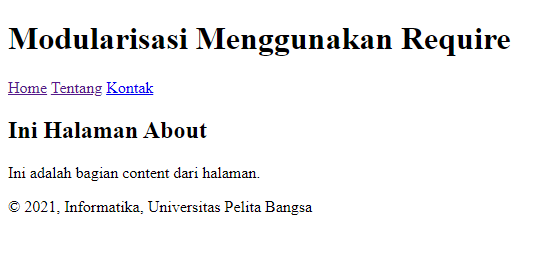 Modularisasi Menggunakan Require
Home Tentang Kontak
Ini Halaman About
Ini adalah bagian content dari halaman.
© 2021, Informatika, Universitas Pelita Bangsa